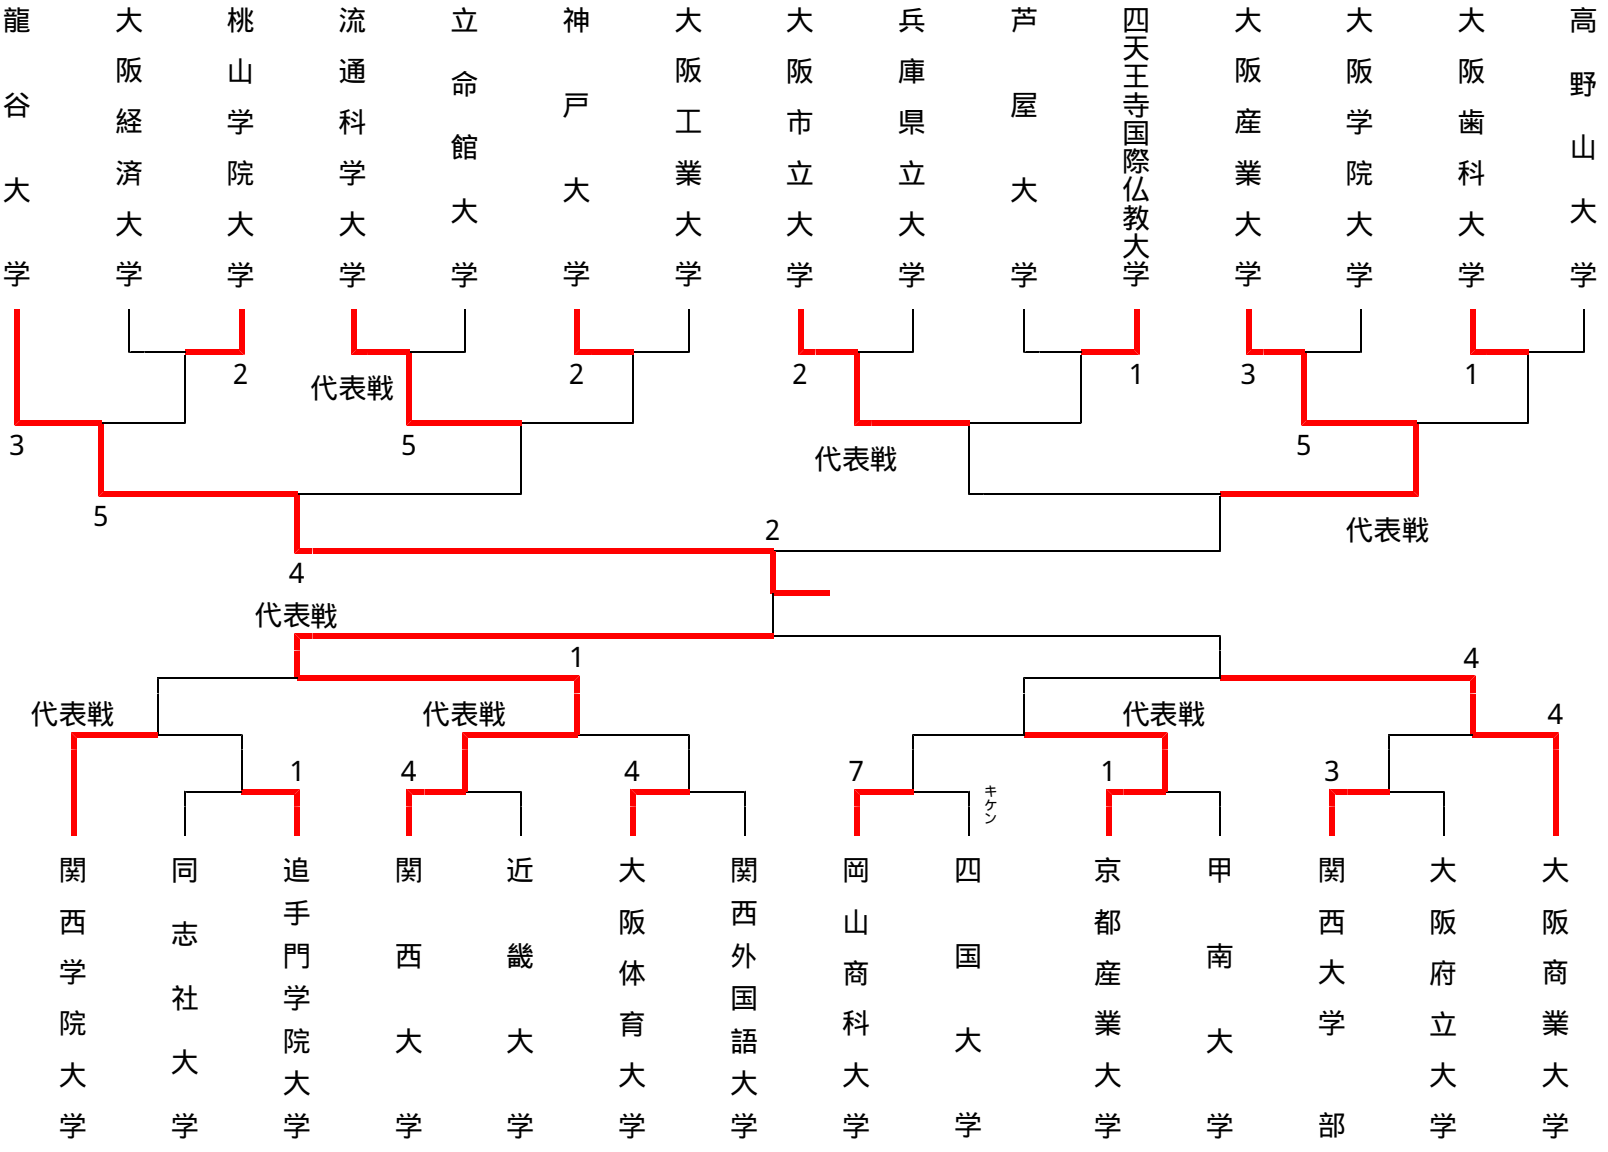 龍谷大学
大阪経済大学
桃山学院大学
流通科学大学
立命館大学
神戸大学
大阪工業大学
大阪市立大学
兵庫県立大学
芦屋大学
四天王寺国際仏教大学
大阪産業大学
大阪学院大学
大阪歯科大学
高野山大学
2
代表戦
2
2
1
3
1
3
5
代表戦
5
5
代表戦
2
4
代表戦
1
4
代表戦
代表戦
代表戦
4
1
4
4
7
キケン
1
3
関西学院大学
同志社大学
追手門学院大学
関西大学
近畿大学
大阪体育大学
関西外国語大学
岡山商科大学
四国大学
京都産業大学
甲南大学
関西大学部
大阪府立大学
大阪商業大学